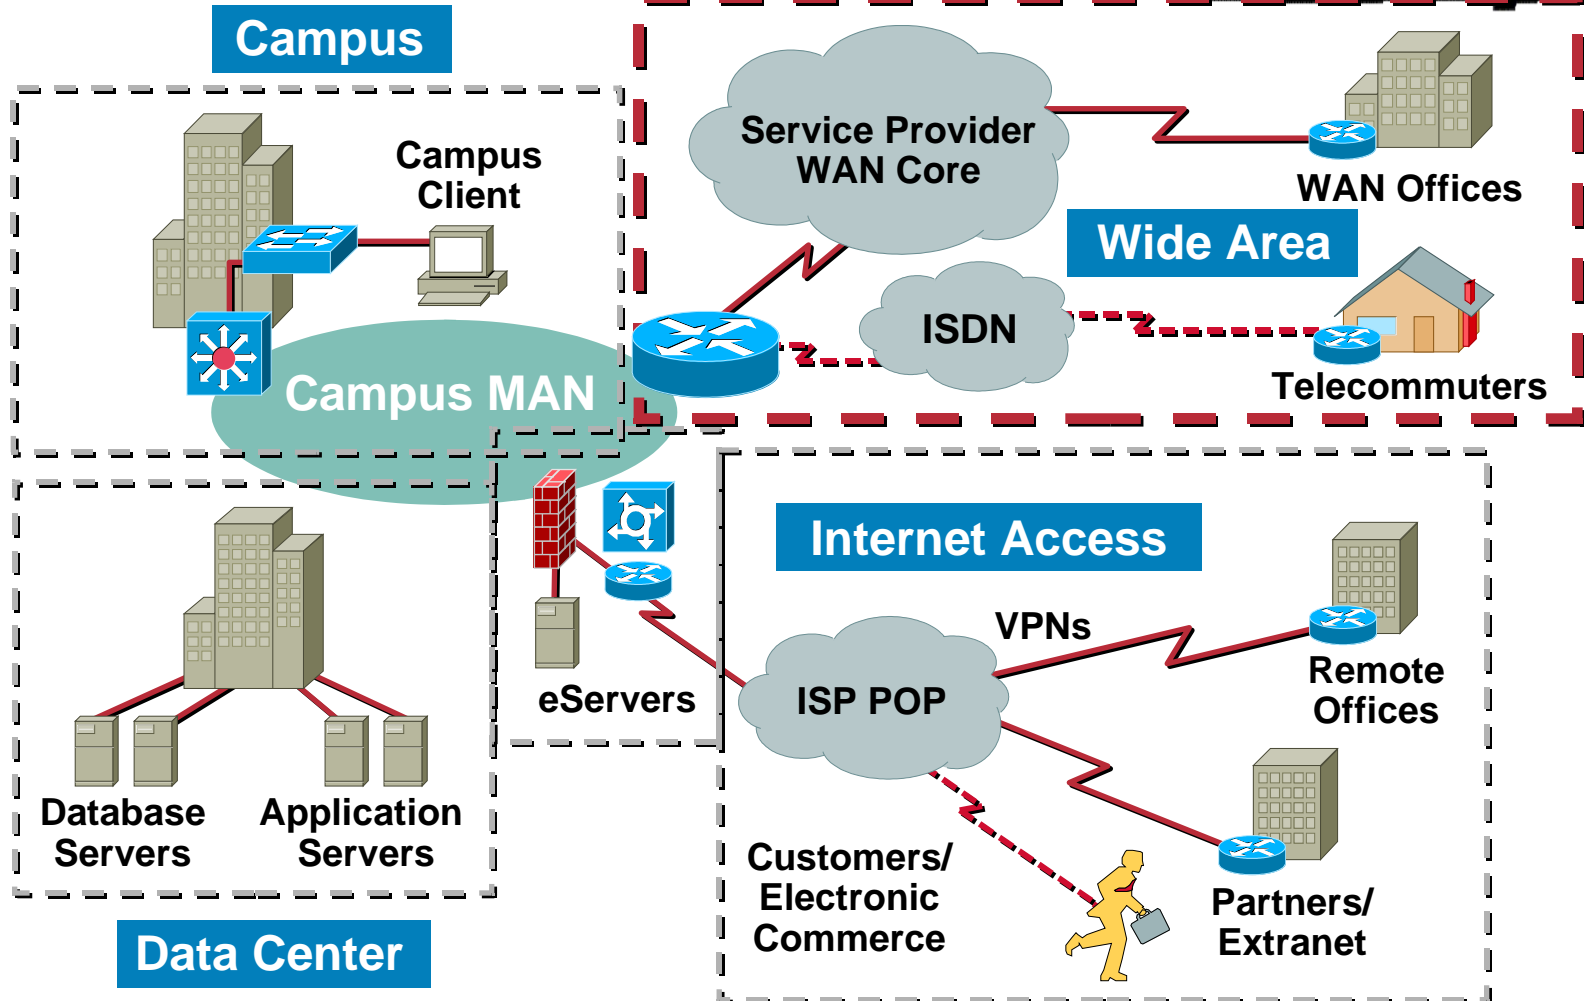 Campus
Campus
Client
Campus MAN
Service Provider
WAN Core
WAN Offices
Wide Area
ISDN
Telecommuters
Internet Access
VPNs
ISP POP
Remote
Offices
eServers
Database
Servers
Application
Servers
Data Center
Customers/
Electronic
Commerce
Partners/
Extranet